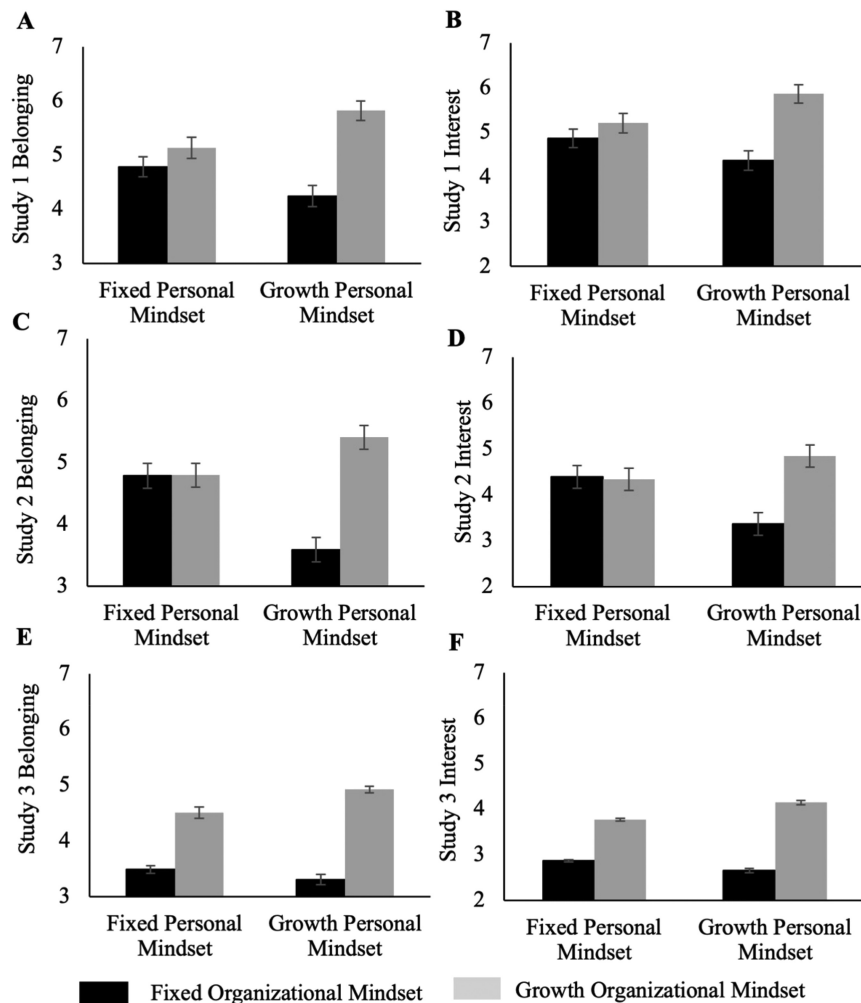 A
Study 1 Belonging
7
6
5
4
3
Fixed Personal
Mindset
Growth Personal
Mindset
B
Study 1 Interest
7
6
5
4
3
2
Fixed Personal
Mindset
Growth Personal
Mindset
C
Study 2 Belonging
7
6
5
4
3
Fixed Personal
Mindset
Growth Personal
Mindset
D
Study 2 Interest
7
6
5
4
3
2
Fixed Personal
Mindset
Growth Personal
Mindset
E
Study 3 Belonging
7
6
5
4
3
Fixed Personal
Mindset
Growth Personal
Mindset
F
Study 3 Interest
7
6
5
4
3
2
Fixed Personal
Mindset
Growth Personal
Mindset
Fixed Organizational Mindset
Growth Organizational Mindset